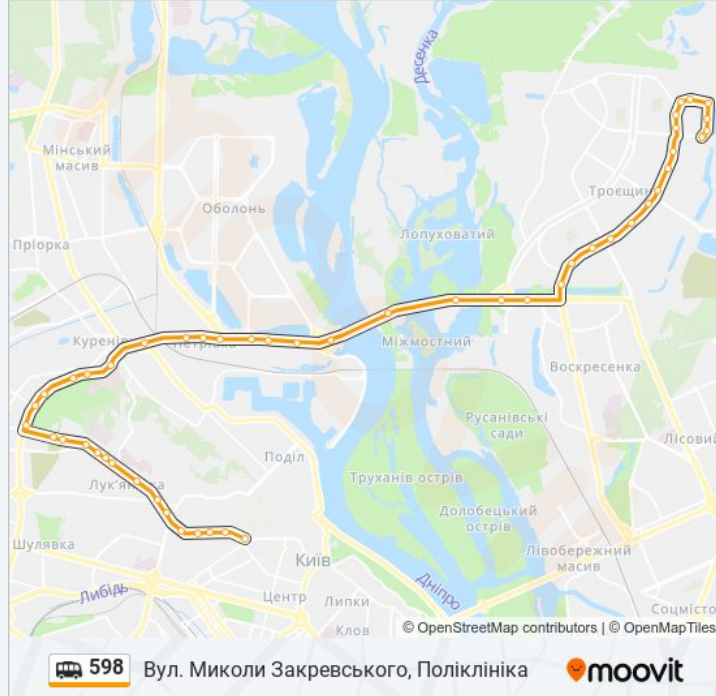 Десенка
Мінський
масив
Троєщина
Оболонь
Пріорка
Лопуховатий
Куренівка
Петрівка
Міжмостний
Воскресенка
Русанівські
сади
Лісовий
Поділ
Лук'янівка
Труханів острів
Долобецький
острів
Шулявка
Лівобережний
масив
Київ
Либідь
Дніпро
Центр
Липки
Соцмісто
Клов
© OpenStreetMap contributors | © OpenMapTiles
598
Вул. Миколи Закревського, Поліклініка
moovit